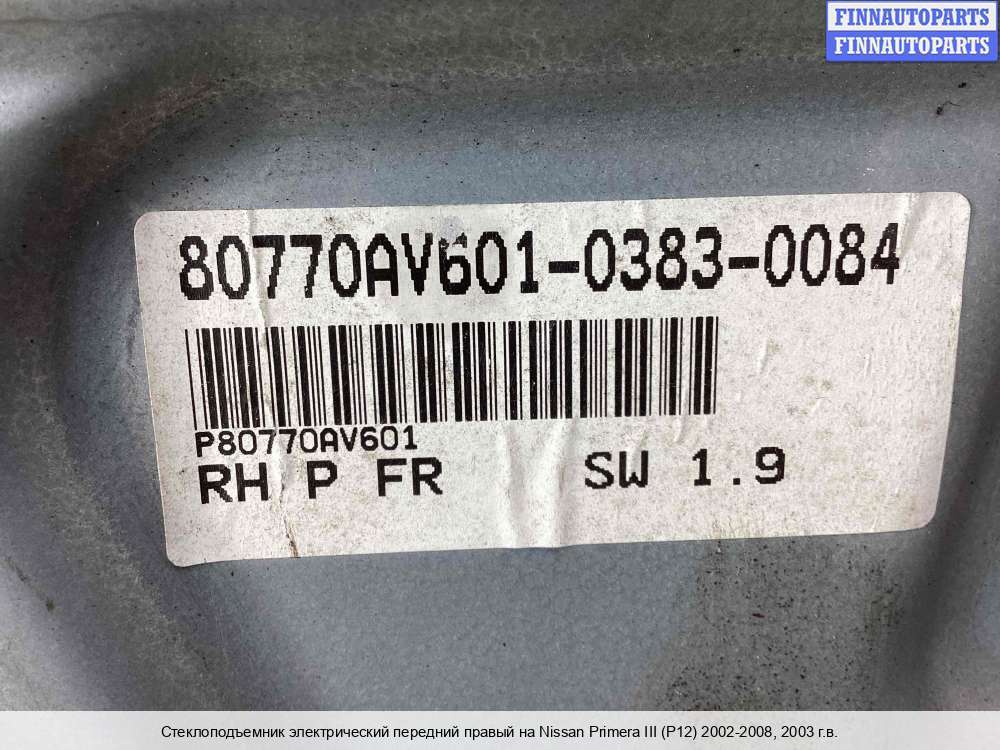 FINNAUTOPARTS
FINNAUTOPARTS
80770AV601-0383-0084
P80770AV601
RH P FR SW 1.9
Стеклоподъемник электрический передний правый на Nissan Primera III (P12) 2002-2008, 2003 г.в.